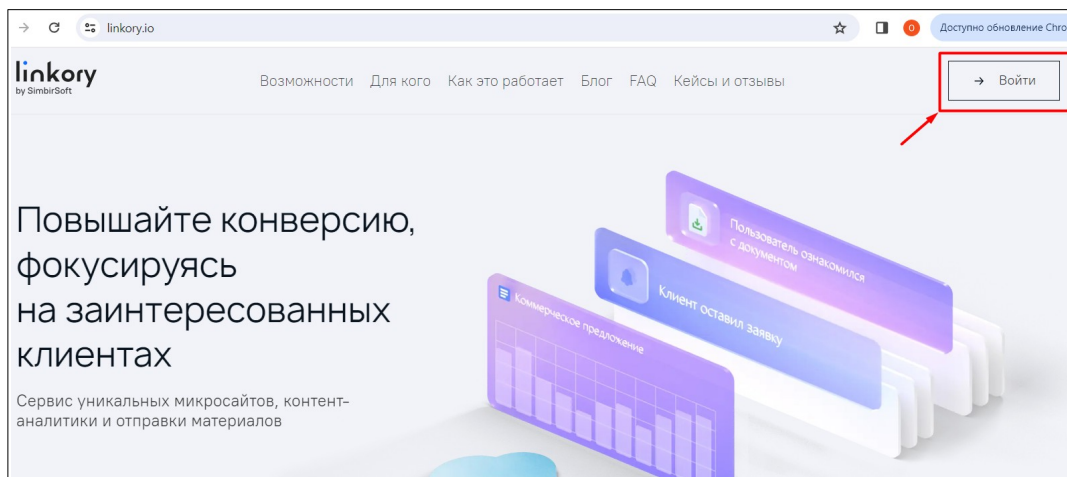 linkory.io
О
Доступно обновление Chro
linkory
by SimbirSoft
Возможности Для кого Как это работает Блог FAQ Кейсы и отзывы
→ Войти
Повышайте конверсию,
фокусируясь
на заинтересованных
клиентах
Сервис уникальных микросайтов, контент-
аналитики и отправки материалов
Пользователь ознакомился
с документом
Клиент оставил заявку
Коммерческое предложение